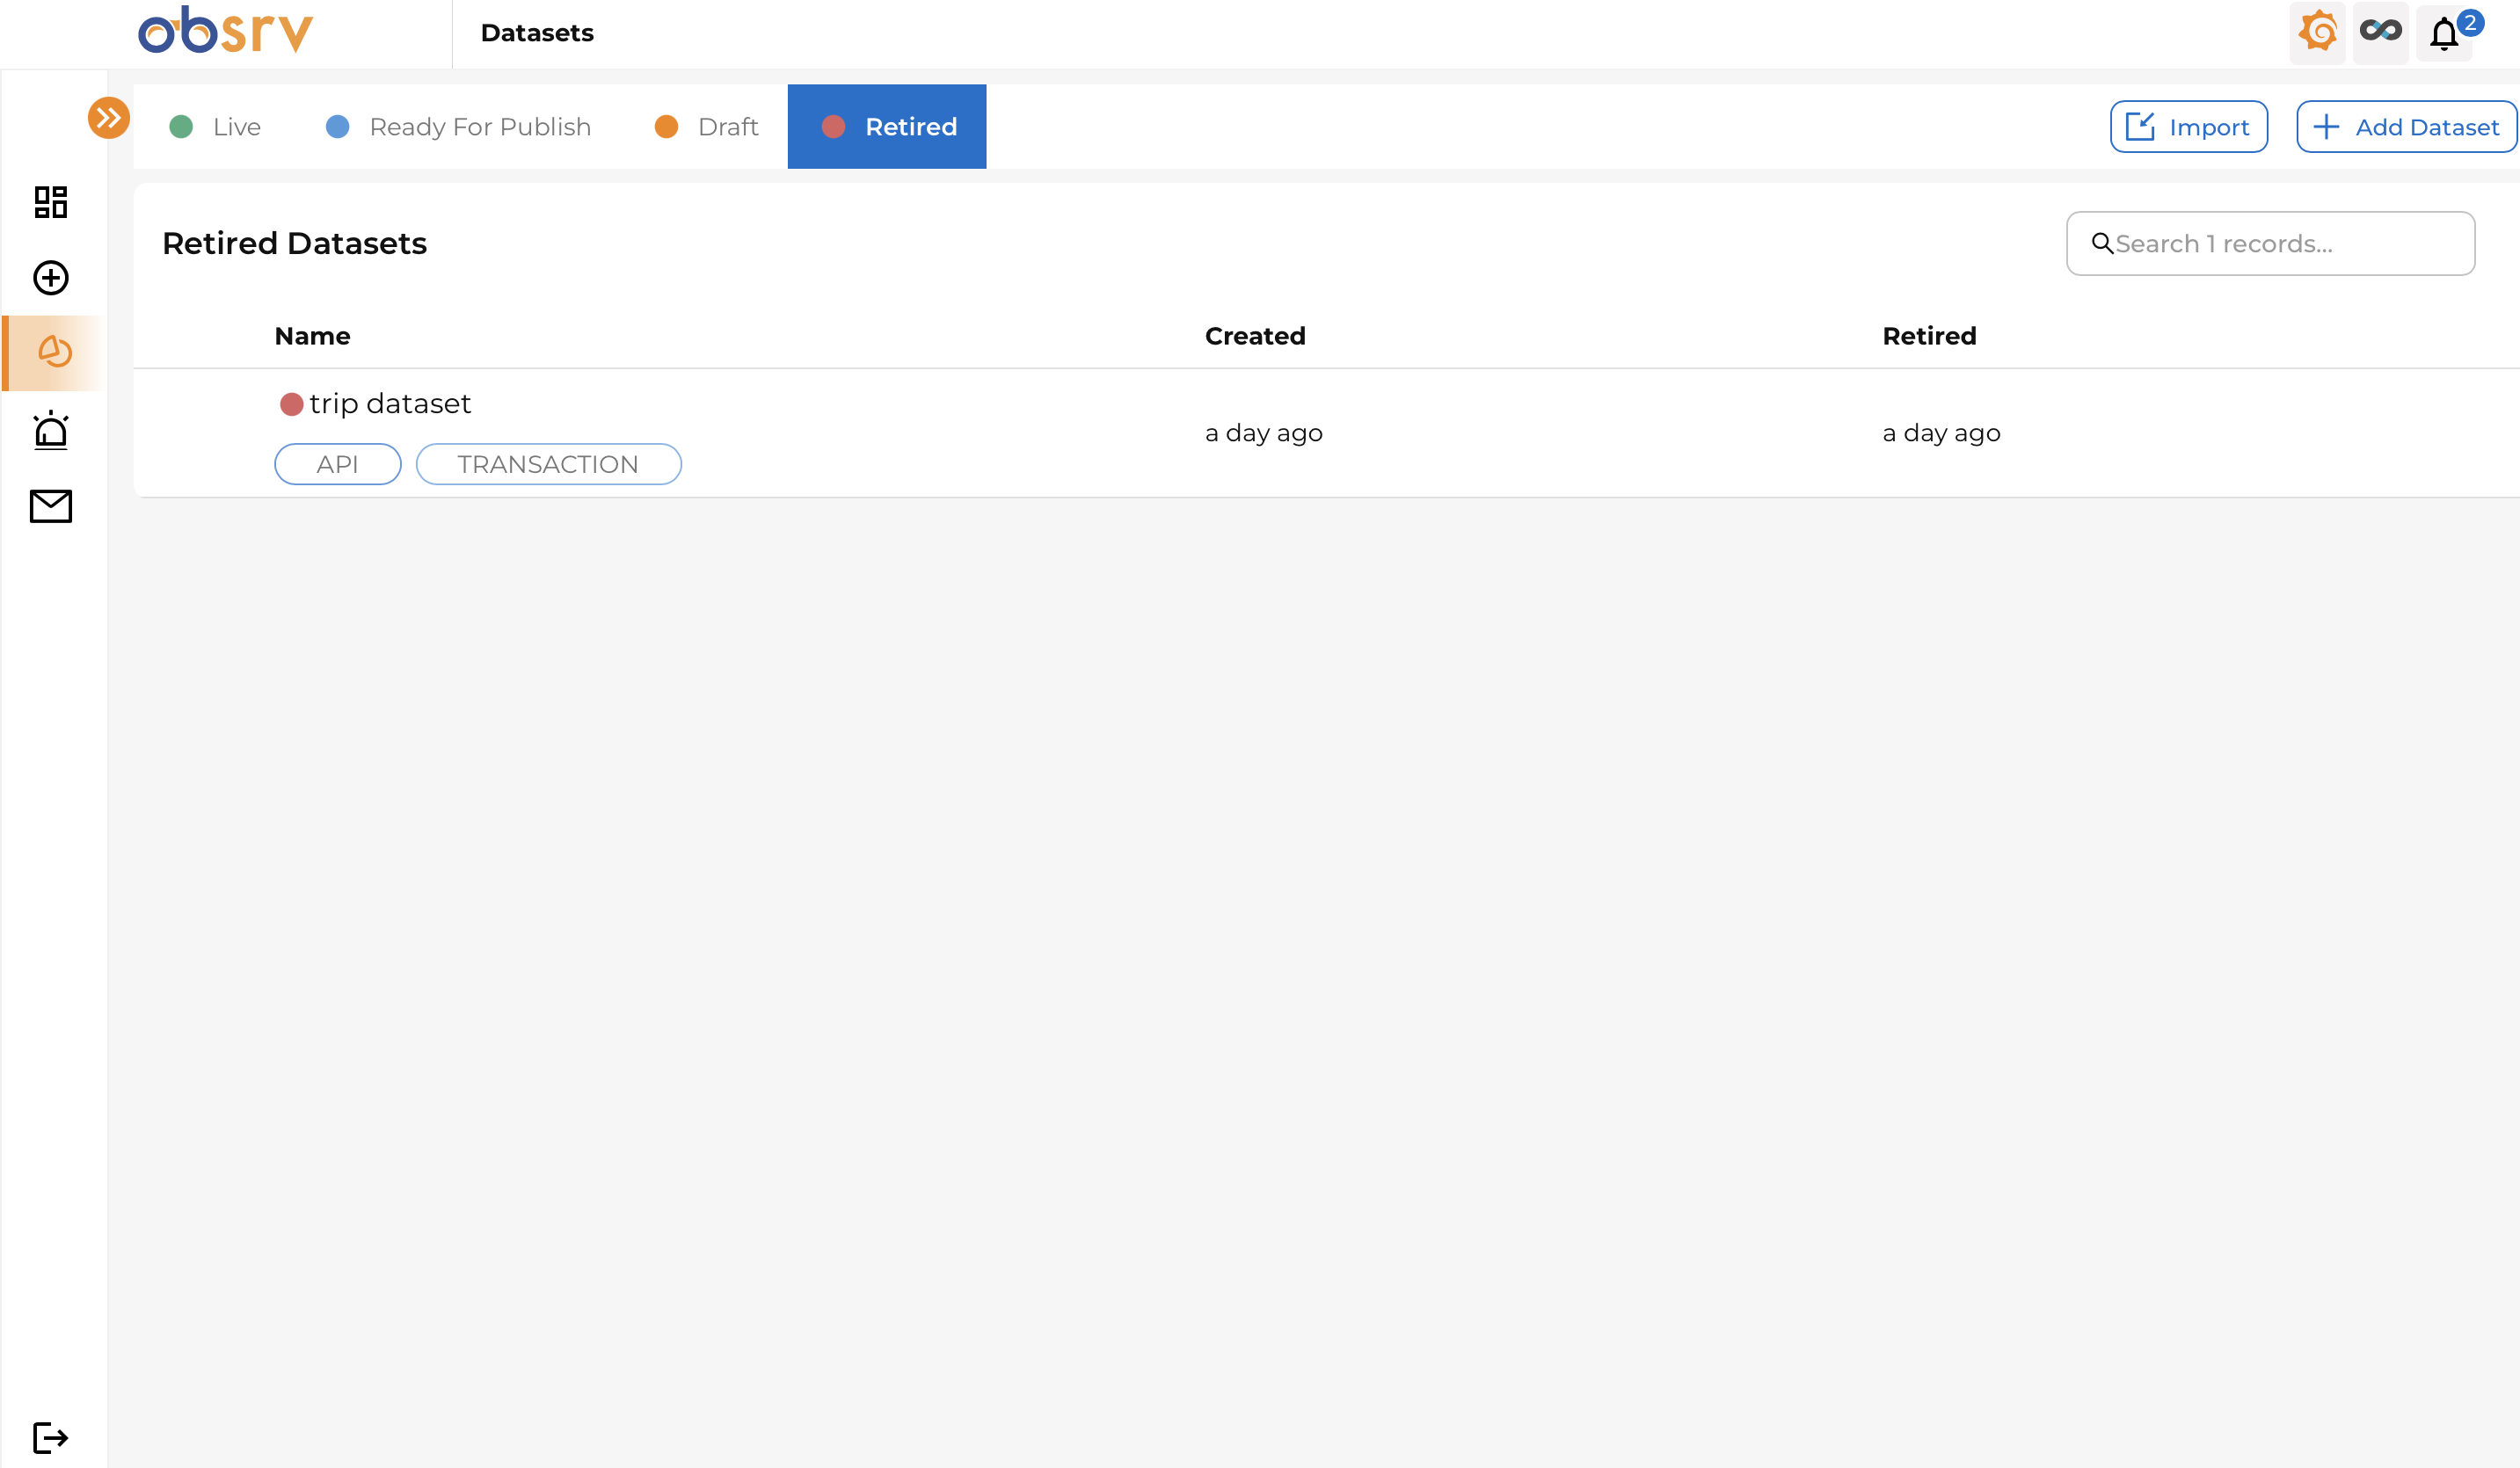 obsrv
Datasets
2
Live
Ready For Publish
Draft
Retired
Import
Add Dataset
Retired Datasets
Search 1 records...
Name Created Retired
trip dataset
a day ago a day ago
API TRANSACTION